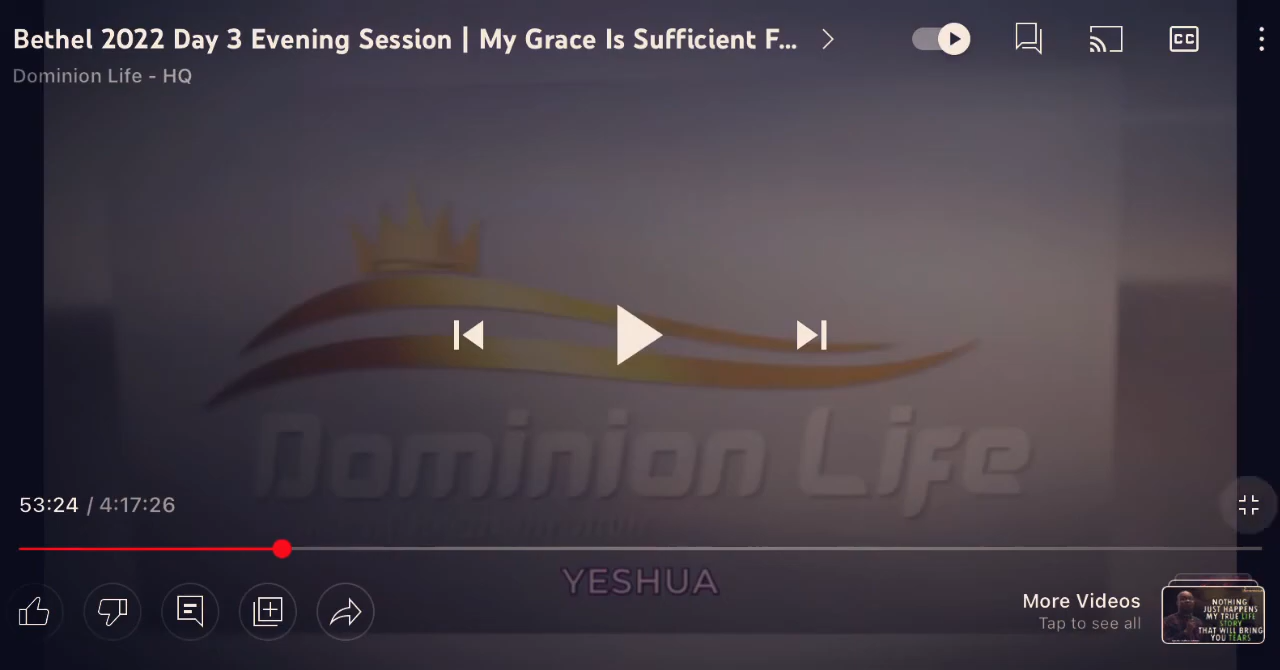 Bethel 2022 Day 3 Evening Session | My Grace Is Sufficient F...
Dominion Life - HQ
CC
Dominion Life
53:24 / 4:17:26
YESHUA
More Videos
Tap to see all
NOTHING
JUST HAPPENS
MY TRUE LIFE
STORY
THAT WILL BRING
YOU TEARS